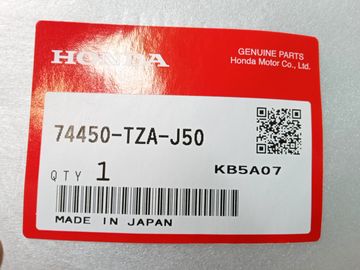 HONDA
GENUINE PARTS
Honda Motor Co., Ltd.
74450-TZA-J50
QTY 1
KB5A07
MADE IN JAPAN